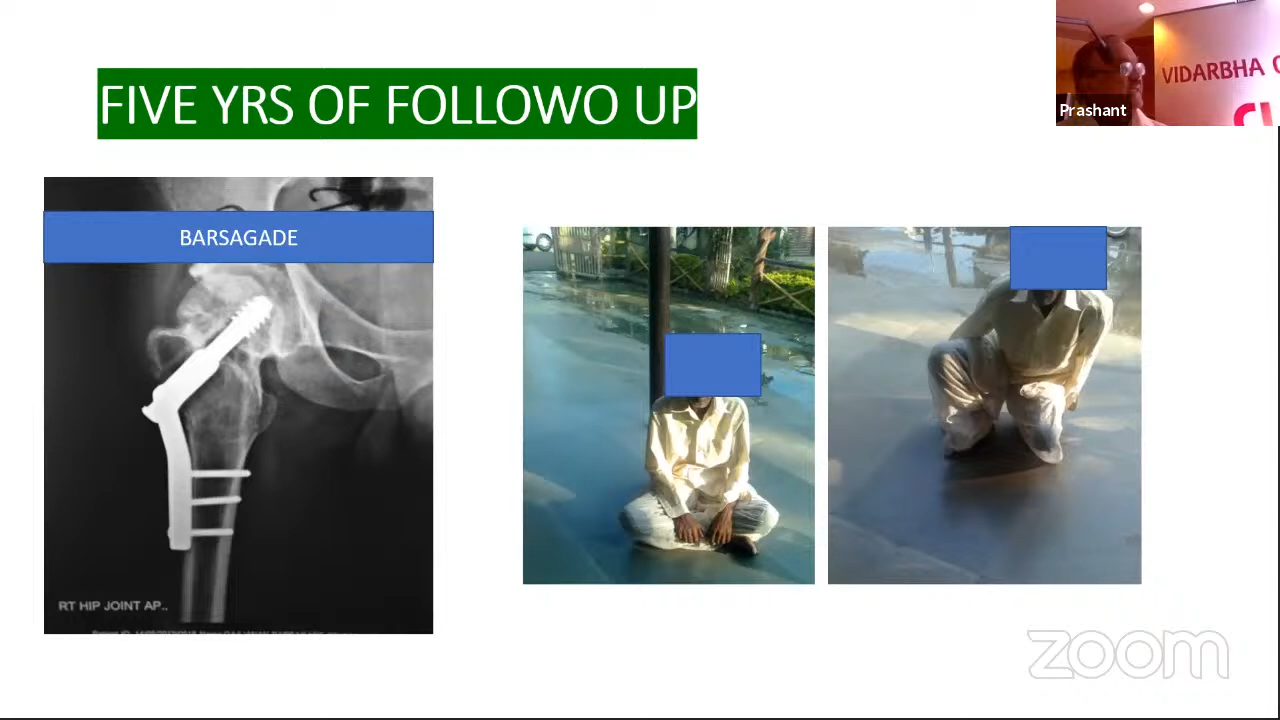 FIVE YRS OF FOLLOWO UP
VIDARBHA
Prashant
BARSAGADE
RT HIP JOINT AP..
zoom